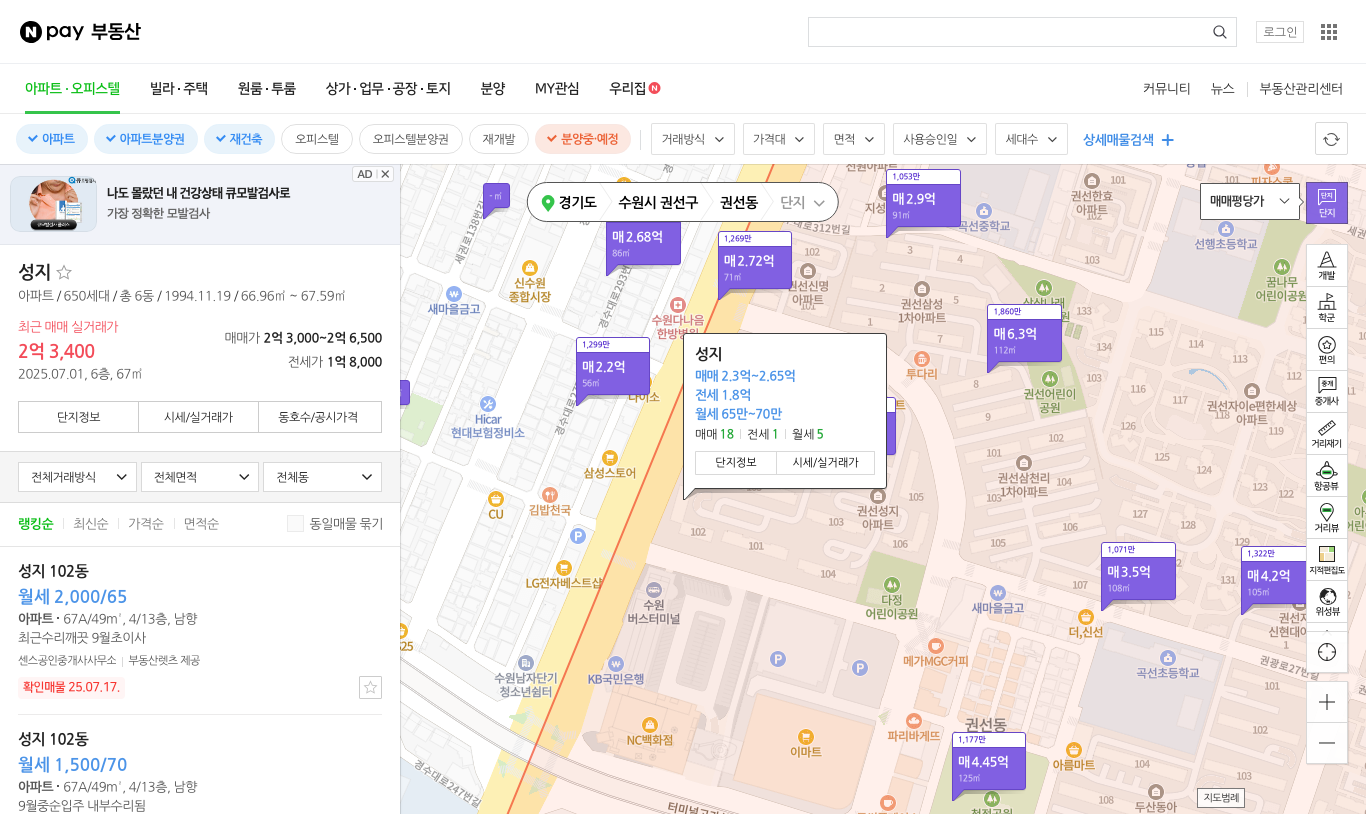 N pay 부동산
로그인
아파트 · 오피스텔
빌라 · 주택
원룸 · 투룸
상가 · 업무 · 공장 · 토지
분양
MY관심
우리집 N
커뮤니티
뉴스
부동산관리센터
아파트
아파트분양권
재건축
오피스텔
오피스텔분양권
재개발
분양중·예정
거래방식
가격대
면적
사용승인일
세대수
상세매물검색
AD
나도 몰랐던 내 건강상태 큐모발검사로
가장 정확한 모발검사
성지
아파트 / 650세대 / 총 6동 / 1994.11.19 / 66.96㎡ ~ 67.59㎡
최근 매매 실거래가
2억 3,400
2025.07.01, 6층, 67㎡
매매가 2억 3,000~2억 6,500
전세가 1억 8,000
단지정보
시세/실거래가
동호수/공시가격
전체거래방식
전체면적
전체동
랭킹순
최신순
가격순
면적순
동일매물 묶기
성지 102동
월세 2,000/65
아파트 · 67A/49m², 4/13층, 남향
최근수리깨끗 9월초이사
센스공인중개사사무소
부동산렛츠 제공
확인매물 25.07.17.
성지 102동
월세 1,500/70
아파트 · 67A/49m², 4/13층, 남향
9월중순입주 내부수리됨
경기도
수원시 권선구
권선동
단지
매매평당가
단지
단지
개발
학군
편의
중개
중개사
거리재기
항공뷰
거리뷰
지적편집도
위성뷰
지도범례
- ㎡
매2.68억
86㎡
1,269만
매2.72억
71㎡
1,053만
매2.9억
91㎡
1,299만
매2.2억
56㎡
1,860만
매6.3억
112㎡
1,071만
매3.5억
108㎡
1,322만
매4.2억
105㎡
1,177만
매4.45억
125㎡
성지
매매 2.3억~2.65억
전세 1.8억
월세 65만~70만
매매 18
전세 1
월세 5
단지정보
시세/실거래가
세권로138번길
경수대로293번길
신수원
종합시장
새마을금고
수원다나음
한방병원
Hicar
현대보험정비소
다이소
삼성스토어
CU
김밥천국
P
LG전자베스트샵
수원
버스터미널
수원남자단기
청소년쉼터
KB국민은행
NC백화점
이마트
파리바게뜨
메가MGC커피
다정
어린이공원
권선성지
아파트
권선신명
아파트
권선삼성
1차아파트
투다리
권선어린이
공원
권선삼천리
1차아파트
권선자이e편한세상
아파트
권선한효
아파트
곡선중학교
선행초등학교
꿈나무
어린이공원
피자스쿨
새마을금고
더,신선
곡선초등학교
권선동
아름마트
두산동아
권광로27번길
경수대로247번길
P
P
312번길